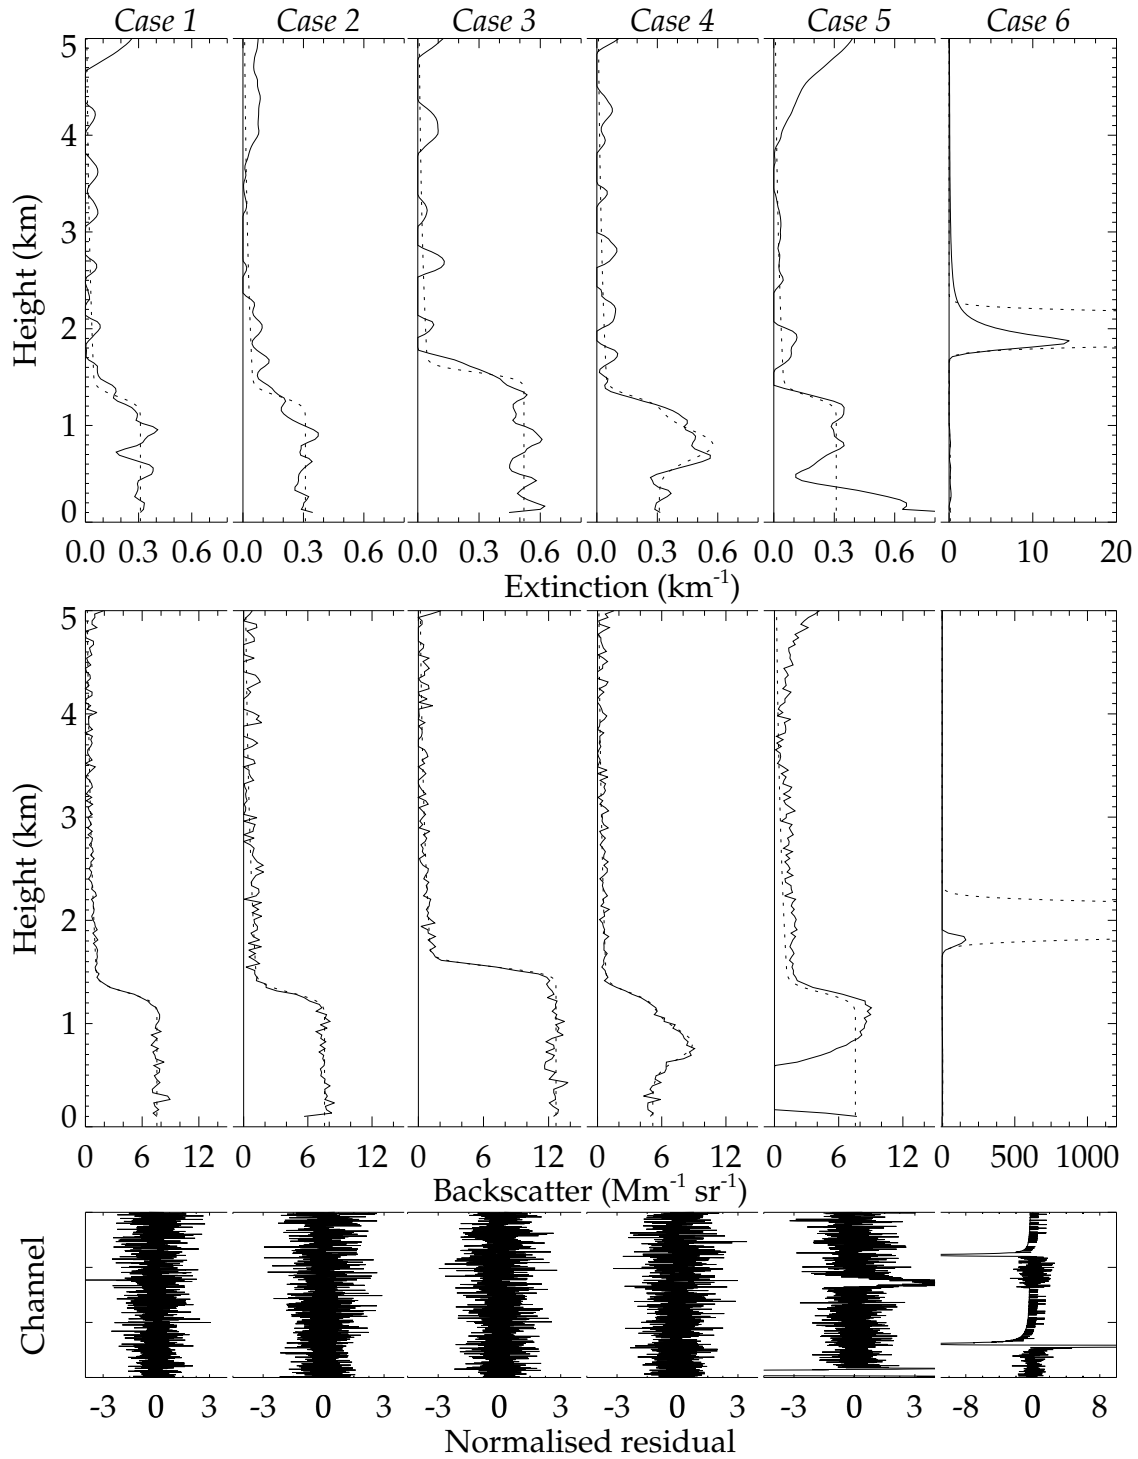 Case 1 Case 2 Case 3 Case 4 Case 5 Case 6
5
4
3
2
1
0
Height (km)
0.0 0.3 0.6 0.0 0.3 0.6 0.0 0.3 0.6 0.0 0.3 0.6 0.0 0.3 0.6 0 10 20
Extinction (km⁻¹)
5
4
3
2
1
0
Height (km)
0 6 12 0 6 12 0 6 12 0 6 12 0 6 12 0 500 1000
Backscatter (Mm⁻¹ sr⁻¹)
Channel
-3 0 3 -3 0 3 -3 0 3 -3 0 3 -3 0 3 -8 0 8
Normalised residual